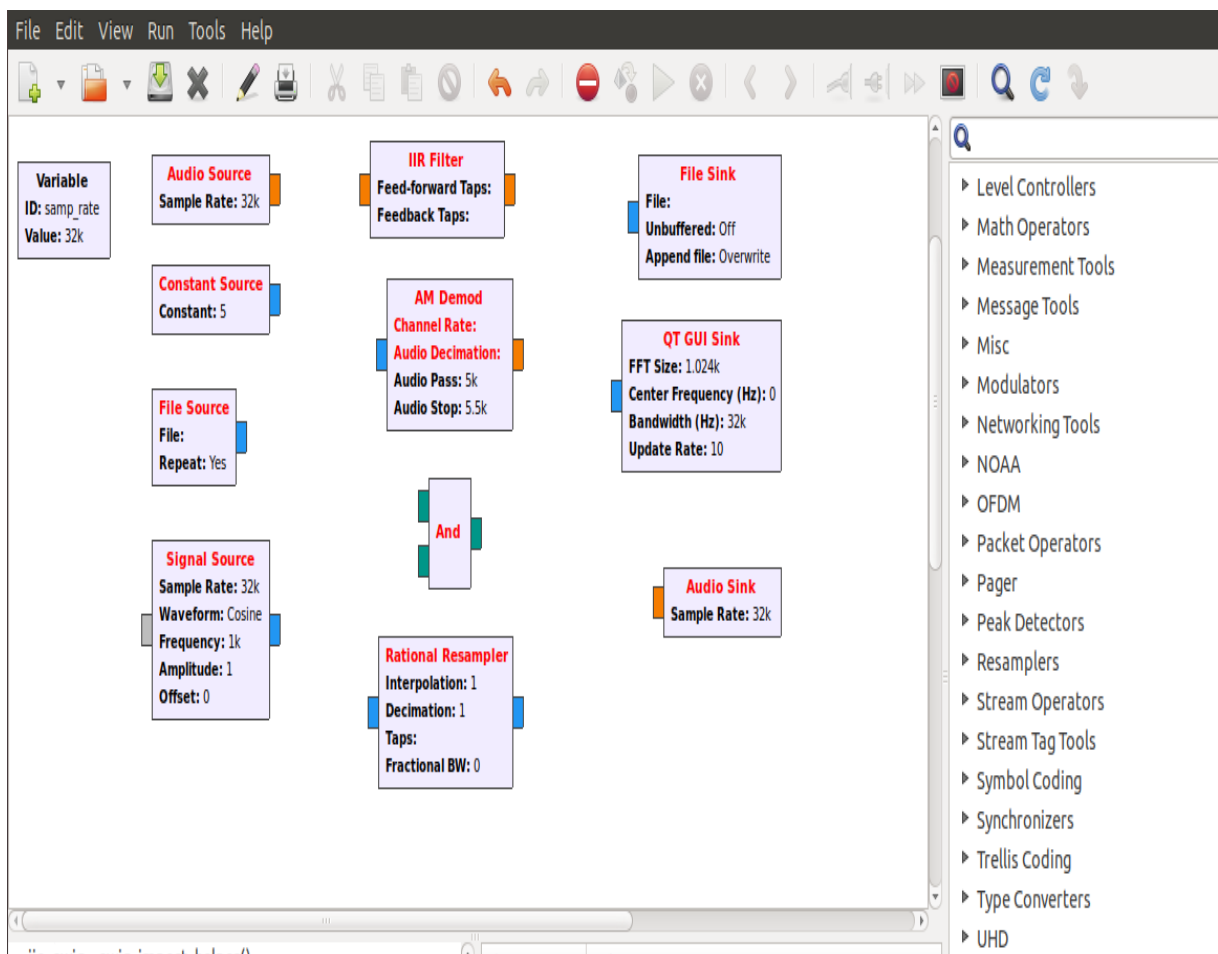 File Edit View Run Tools Help
Variable
ID: samp_rate
Value: 32k
Audio Source
Sample Rate: 32k
Constant Source
Constant: 5
File Source
File:
Repeat: Yes
Signal Source
Sample Rate: 32k
Waveform: Cosine
Frequency: 1k
Amplitude: 1
Offset: 0
IIR Filter
Feed-forward Taps:
Feedback Taps:
AM Demod
Channel Rate:
Audio Decimation:
Audio Pass: 5k
Audio Stop: 5.5k
And
Rational Resampler
Interpolation: 1
Decimation: 1
Taps:
Fractional BW: 0
File Sink
File:
Unbuffered: Off
Append file: Overwrite
QT GUI Sink
FFT Size: 1.024k
Center Frequency (Hz): 0
Bandwidth (Hz): 32k
Update Rate: 10
Audio Sink
Sample Rate: 32k
Level Controllers
Math Operators
Measurement Tools
Message Tools
Misc
Modulators
Networking Tools
NOAA
OFDM
Packet Operators
Pager
Peak Detectors
Resamplers
Stream Operators
Stream Tag Tools
Symbol Coding
Synchronizers
Trellis Coding
Type Converters
UHD